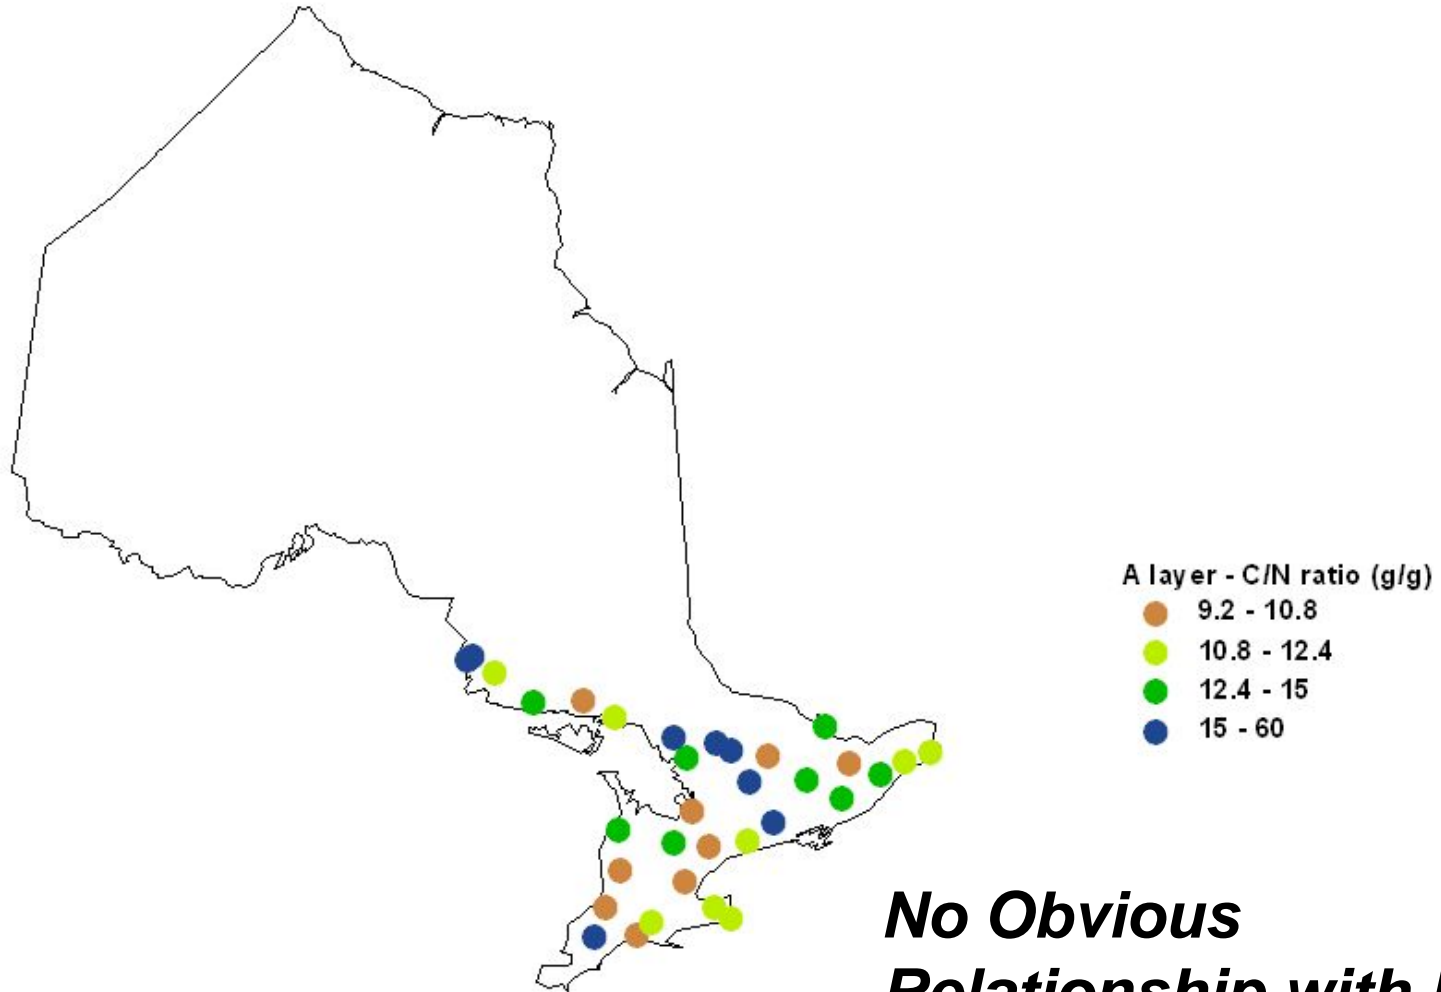 A layer - C/N ratio (g/g)
9.2 - 10.8
10.8 - 12.4
12.4 - 15
15 - 60
No Obvious
Relationship with